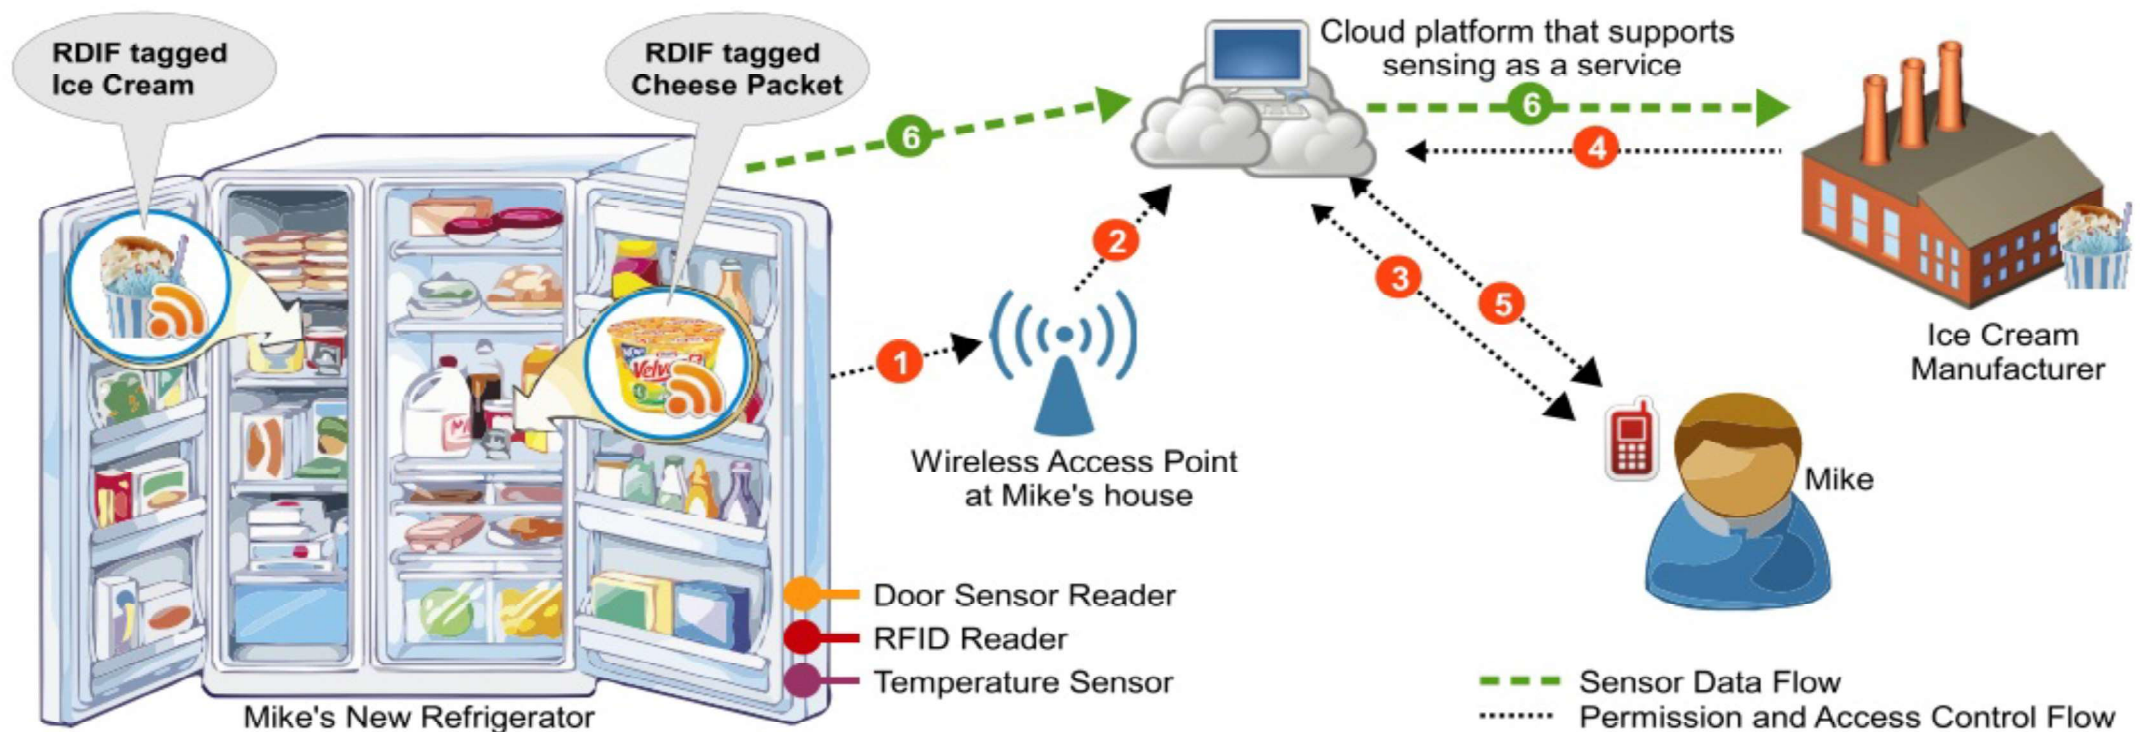 RDIF tagged
Ice Cream
RDIF tagged
Cheese Packet
Cloud platform that supports
sensing as a service
6
6
4
2
3
5
1
Ice Cream
Manufacturer
Wireless Access Point
at Mike's house
Mike
Door Sensor Reader
RFID Reader
Temperature Sensor
Mike's New Refrigerator
Sensor Data Flow
Permission and Access Control Flow